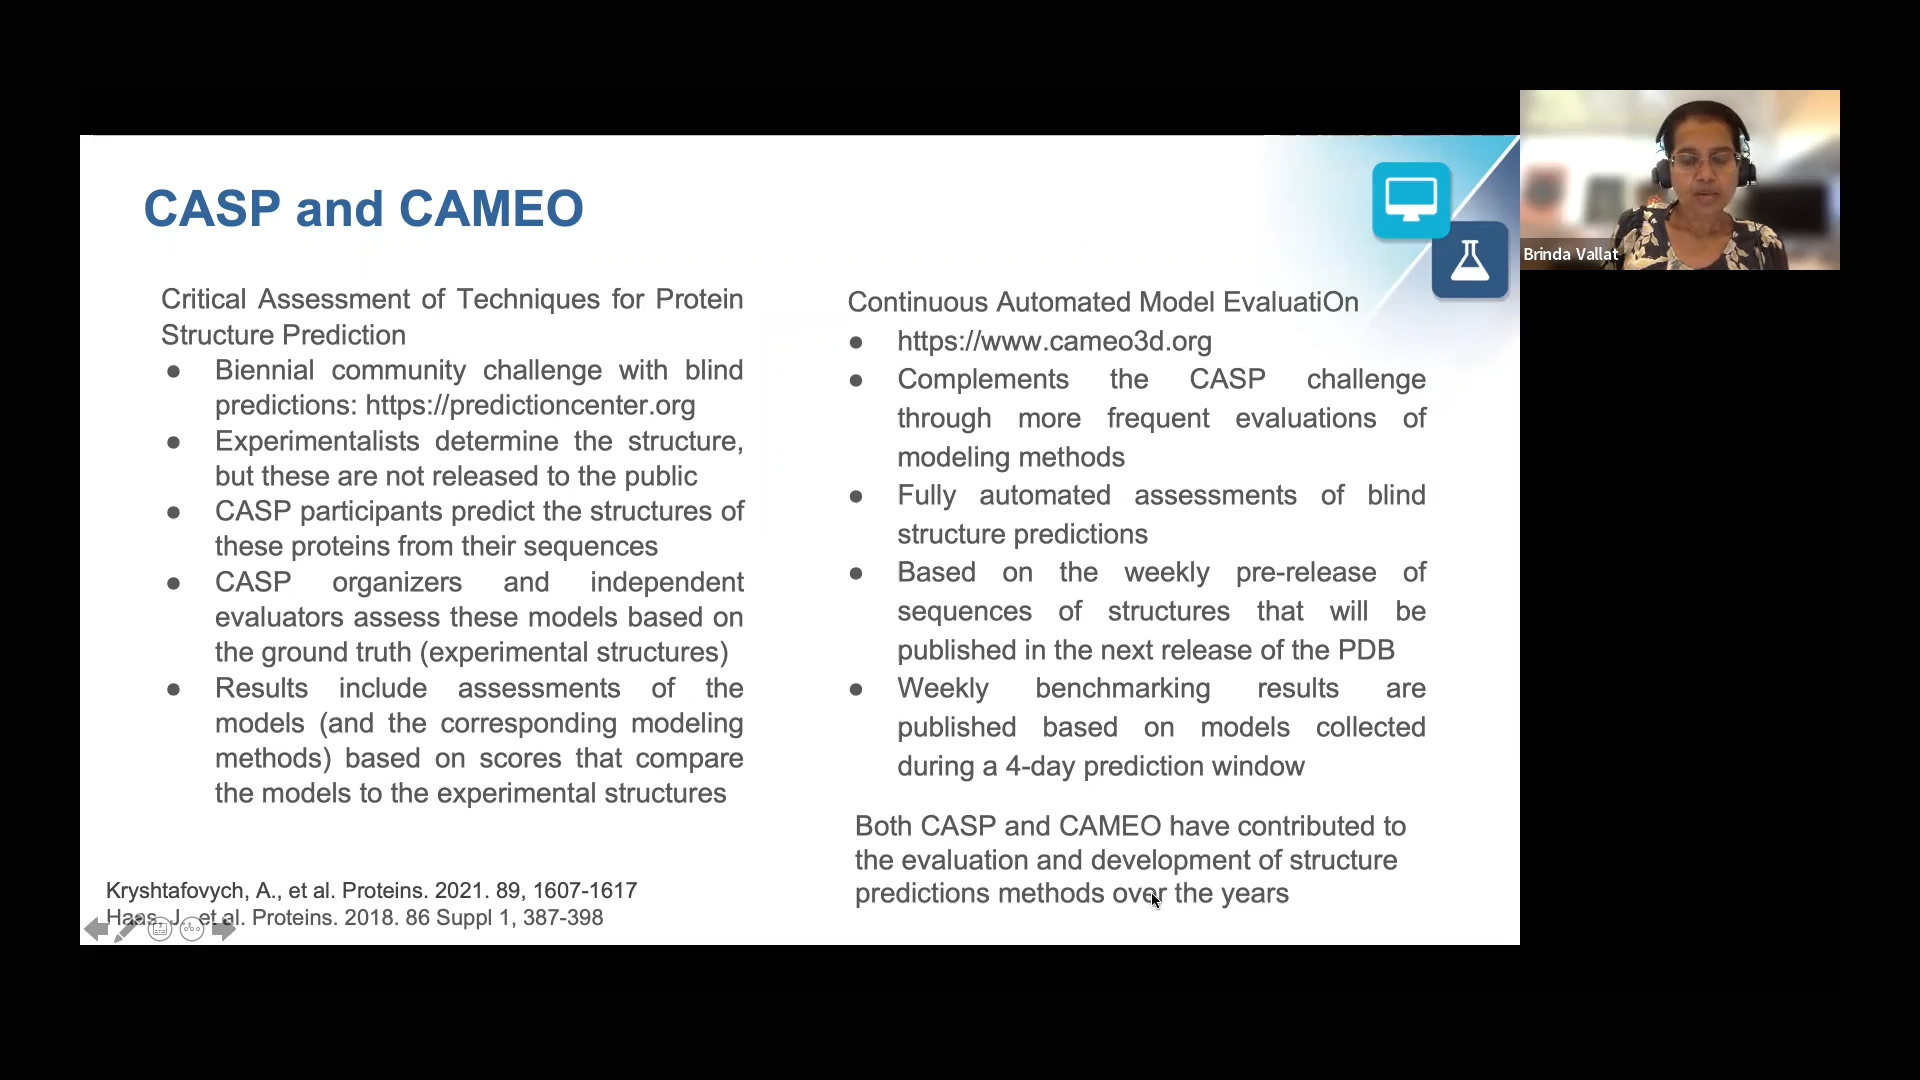 CASP and CAMEO
Critical Assessment of Techniques for Protein
Structure Prediction
● Biennial community challenge with blind
predictions: https://predictioncenter.org
● Experimentalists determine the structure,
but these are not released to the public
● CASP participants predict the structures of
these proteins from their sequences
● CASP organizers and independent
evaluators assess these models based on
the ground truth (experimental structures)
● Results include assessments of the
models (and the corresponding modeling
methods) based on scores that compare
the models to the experimental structures
Kryshtafovych, A., et al. Proteins. 2021. 89, 1607-1617
Haas, J., et al. Proteins. 2018. 86 Suppl 1, 387-398
Continuous Automated Model EvaluatiOn
● https://www.cameo3d.org
● Complements the CASP challenge
through more frequent evaluations of
modeling methods
● Fully automated assessments of blind
structure predictions
● Based on the weekly pre-release of
sequences of structures that will be
published in the next release of the PDB
● Weekly benchmarking results are
published based on models collected
during a 4-day prediction window
Both CASP and CAMEO have contributed to
the evaluation and development of structure
predictions methods over the years
Brinda Vallat